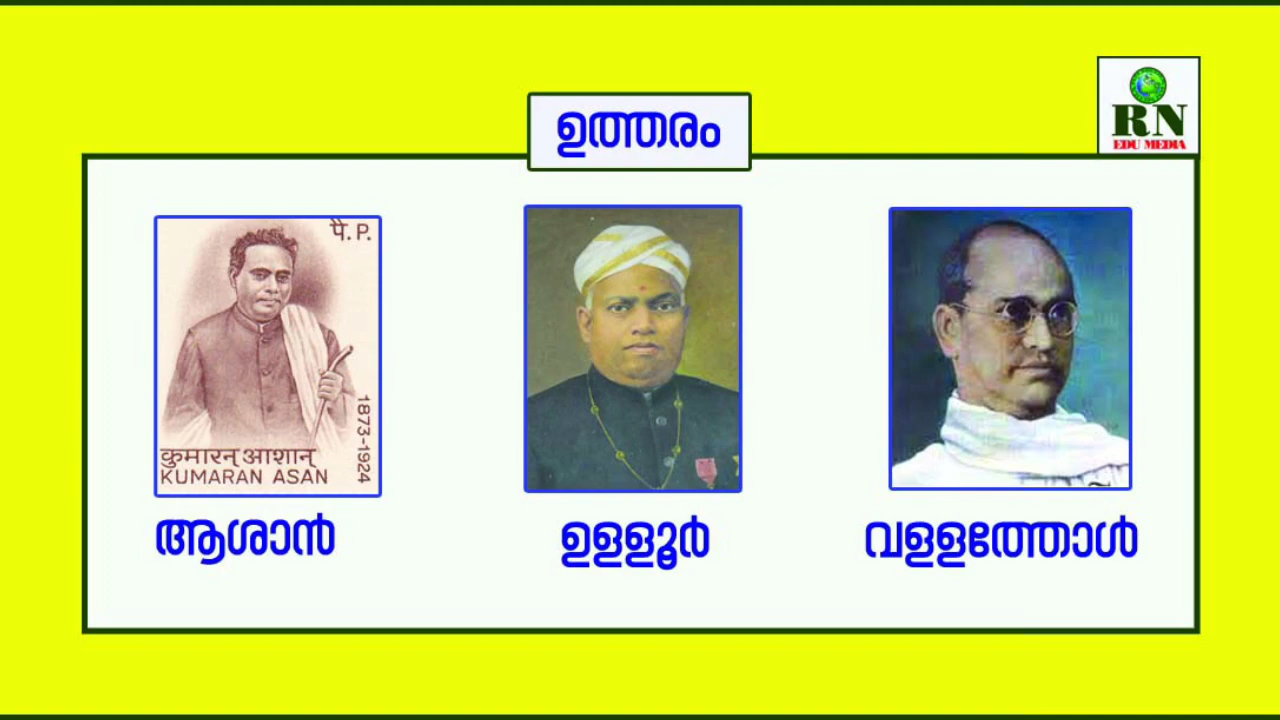 ഉത്തരം
RN
EDU MEDIA
पै. P.
1873-1924
कुमारन् आशान्
KUMARAN ASAN
ആശാൻ
ഉള്ളൂർ
വള്ളത്തോൾ